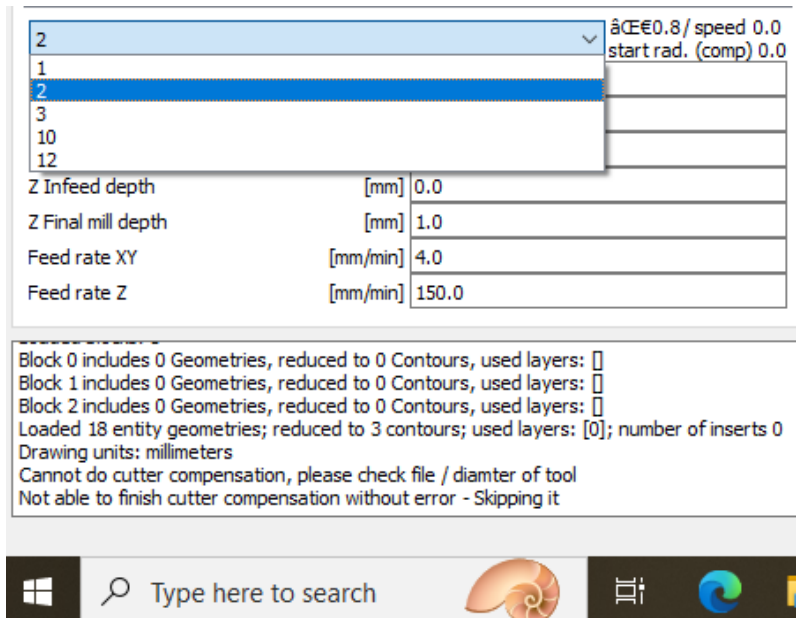 2
âŒ€0.8/ speed 0.0
start rad. (comp) 0.0
1
2
3
10
12
Z Infeed depth [mm] 0.0
Z Final mill depth [mm] 1.0
Feed rate XY [mm/min] 4.0
Feed rate Z [mm/min] 150.0
Block 0 includes 0 Geometries, reduced to 0 Contours, used layers: []
Block 1 includes 0 Geometries, reduced to 0 Contours, used layers: []
Block 2 includes 0 Geometries, reduced to 0 Contours, used layers: []
Loaded 18 entity geometries; reduced to 3 contours; used layers: [0]; number of inserts 0
Drawing units: millimeters
Cannot do cutter compensation, please check file / diamter of tool
Not able to finish cutter compensation without error - Skipping it
Type here to search